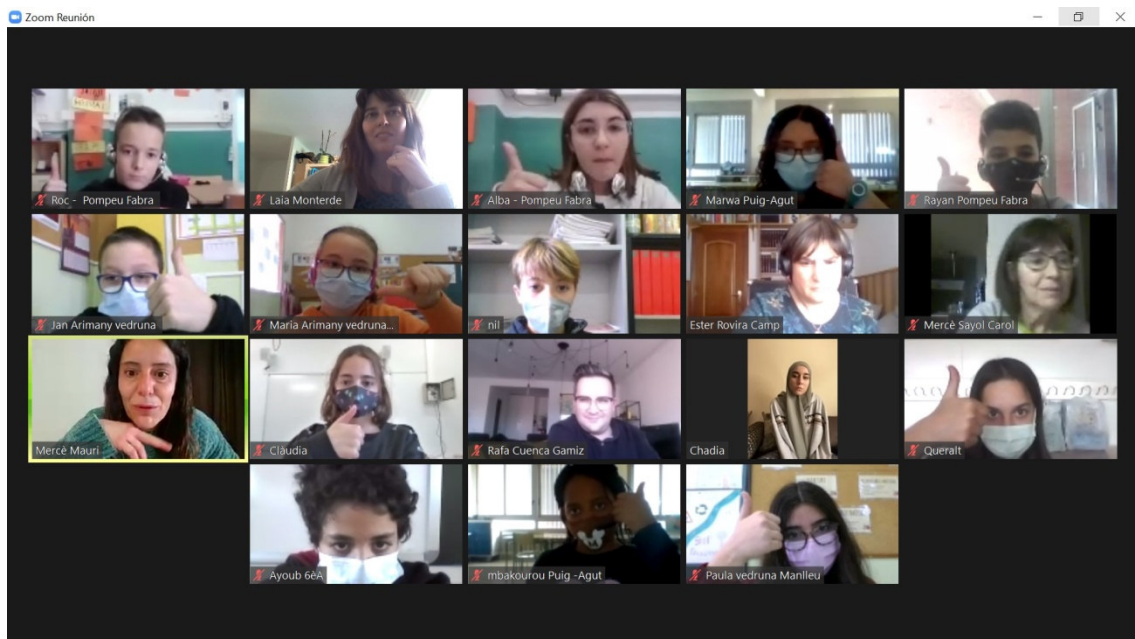 Zoom Reunión
Roc - Pompeu Fabra
Laia Monterde
Alba - Pompeu Fabra
Marwa Puig-Agut
Rayan Pompeu Fabra
Jan Arimany vedruna
Maria Arimany vedruna...
nil
Ester Rovira Camp
Mercè Sayol Carol
Mercè Mauri
Clàudia
Rafa Cuenca Gamiz
Chadia
Queralt
Ayoub 6èA
mbakourou Puig -Agut
Paula vedruna Manlleu